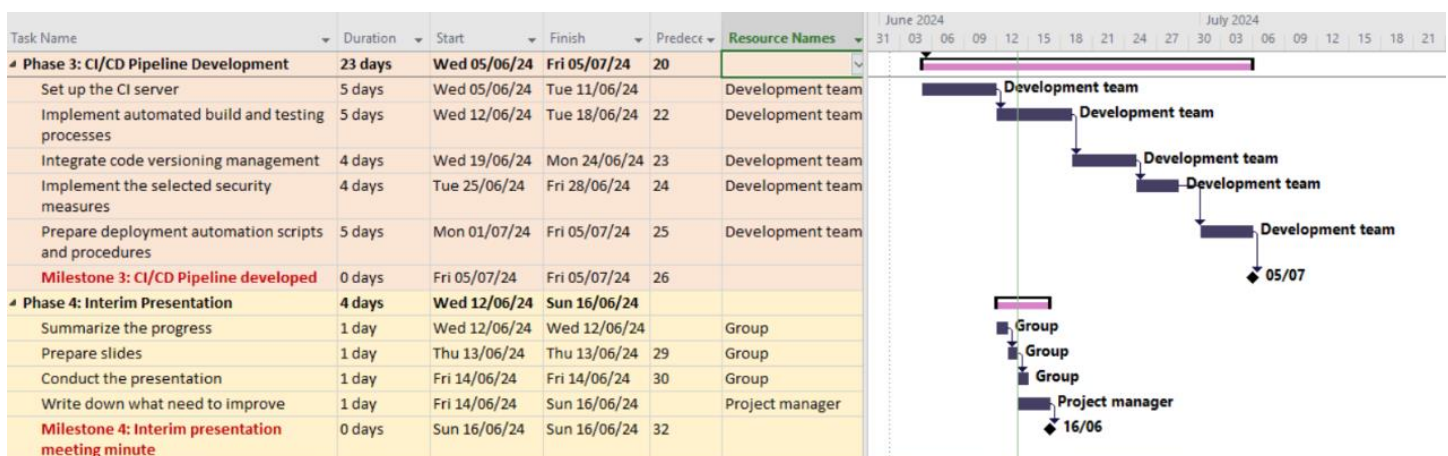 June 2024 July 2024
Task Name Duration Start Finish Predece Resource Names 31 03 06 09 12 15 18 21 24 27 30 03 06 09 12 15 18 21
Phase 3: CI/CD Pipeline Development 23 days Wed 05/06/24 Fri 05/07/24 20
Set up the CI server 5 days Wed 05/06/24 Tue 11/06/24 Development team Development team
Implement automated build and testing 5 days Wed 12/06/24 Tue 18/06/24 22 Development team Development team
processes
Integrate code versioning management 4 days Wed 19/06/24 Mon 24/06/24 23 Development team Development team
Implement the selected security 4 days Tue 25/06/24 Fri 28/06/24 24 Development team Development team
measures
Prepare deployment automation scripts 5 days Mon 01/07/24 Fri 05/07/24 25 Development team Development team
and procedures
Milestone 3: CI/CD Pipeline developed 0 days Fri 05/07/24 Fri 05/07/24 26 05/07
Phase 4: Interim Presentation 4 days Wed 12/06/24 Sun 16/06/24
Summarize the progress 1 day Wed 12/06/24 Wed 12/06/24 Group Group
Prepare slides 1 day Thu 13/06/24 Thu 13/06/24 29 Group Group
Conduct the presentation 1 day Fri 14/06/24 Fri 14/06/24 30 Group Group
Write down what need to improve 1 day Fri 14/06/24 Sun 16/06/24 Project manager Project manager
Milestone 4: Interim presentation 0 days Sun 16/06/24 Sun 16/06/24 32 16/06
meeting minute